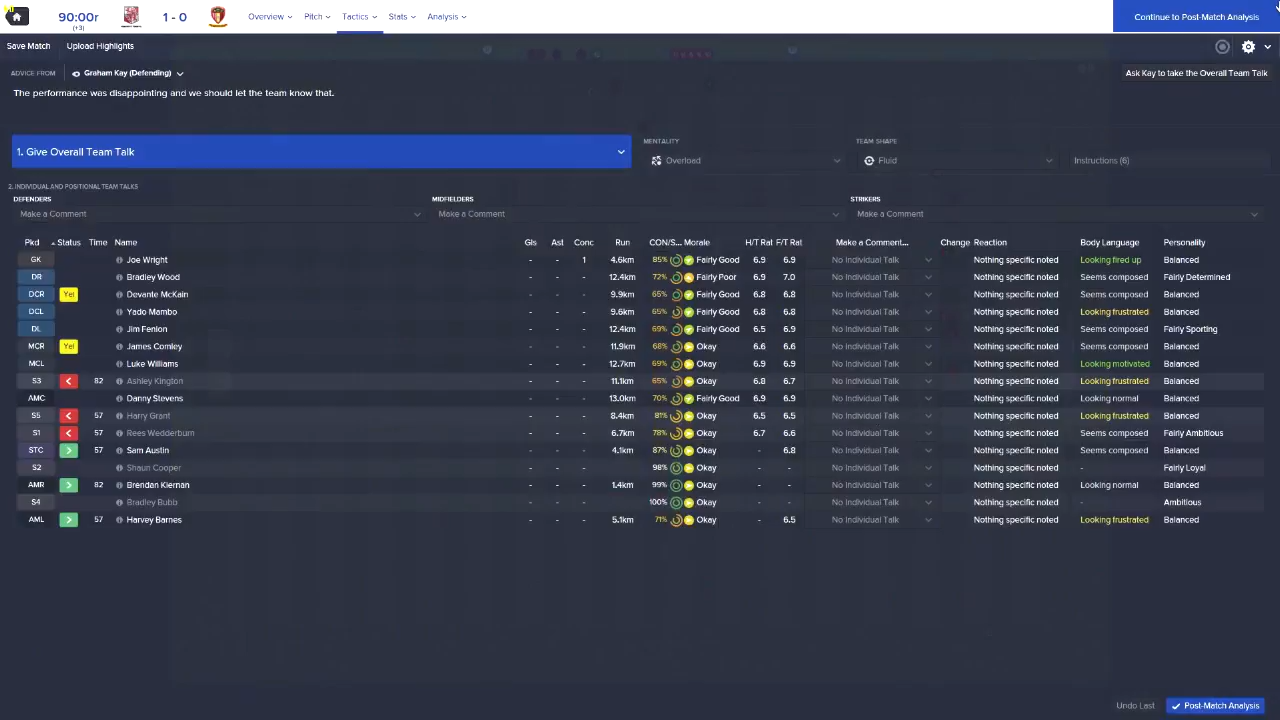 90:00r
(+3)
1 - 0
Overview
Pitch
Tactics
Stats
Analysis
Continue to Post-Match Analysis
Save Match
Upload Highlights
ADVICE FROM
Graham Kay (Defending)
Ask Kay to take the Overall Team Talk
The performance was disappointing and we should let the team know that.
1. Give Overall Team Talk
MENTALITY
Overload
TEAM SHAPE
Fluid
Instructions (6)
2. INDIVIDUAL AND POSITIONAL TEAM TALKS
DEFENDERS MIDFIELDERS STRIKERS
Make a Comment Make a Comment Make a Comment
Pkd Status Time Name Gls Ast Conc Run CON/S... Morale H/T Rat F/T Rat Make a Comment... Change Reaction Body Language Personality
GK Joe Wright - - 1 4.6km 85% Fairly Good 6.9 6.9 No Individual Talk Nothing specific noted Looking fired up Balanced
DR Bradley Wood - - - 12.4km 72% Fairly Poor 6.9 7.0 No Individual Talk Nothing specific noted Seems composed Fairly Determined
DCR Yel Devante McKain - - - 9.9km 65% Fairly Good 6.8 6.8 No Individual Talk Nothing specific noted Seems composed Balanced
DCL Yado Mambo - - - 9.6km 65% Fairly Good 6.8 6.8 No Individual Talk Nothing specific noted Looking frustrated Balanced
DL Jim Fenlon - - - 12.4km 69% Fairly Good 6.5 6.9 No Individual Talk Nothing specific noted Seems composed Fairly Sporting
MCR Yel James Comley - - - 11.9km 68% Okay 6.6 6.6 No Individual Talk Nothing specific noted Seems composed Balanced
MCL Luke Williams - - - 12.7km 69% Okay 6.9 6.9 No Individual Talk Nothing specific noted Looking motivated Balanced
S3 82 Ashley Kington - - - 11.1km 65% Okay 6.8 6.7 No Individual Talk Nothing specific noted Looking frustrated Balanced
AMC Danny Stevens - - - 13.0km 70% Fairly Good 6.9 6.9 No Individual Talk Nothing specific noted Looking normal Balanced
S5 57 Harry Grant - - - 8.4km 81% Okay 6.5 6.5 No Individual Talk Nothing specific noted Looking frustrated Balanced
S1 57 Rees Wedderburn - - - 6.7km 78% Okay 6.7 6.6 No Individual Talk Nothing specific noted Seems composed Fairly Ambitious
STC 57 Sam Austin - - - 4.1km 87% Okay - 6.8 No Individual Talk Nothing specific noted Seems composed Balanced
S2 Shaun Cooper - - - 98% Okay - - No Individual Talk Nothing specific noted - Fairly Loyal
AMR 82 Brendan Kiernan - - - 1.4km 99% Okay - - No Individual Talk Nothing specific noted Looking normal Balanced
S4 Bradley Bubb - - - 100% Okay - - No Individual Talk Nothing specific noted - Ambitious
AML 57 Harvey Barnes - - - 5.1km 71% Okay - 6.5 No Individual Talk Nothing specific noted Looking frustrated Balanced
Undo Last
Post-Match Analysis